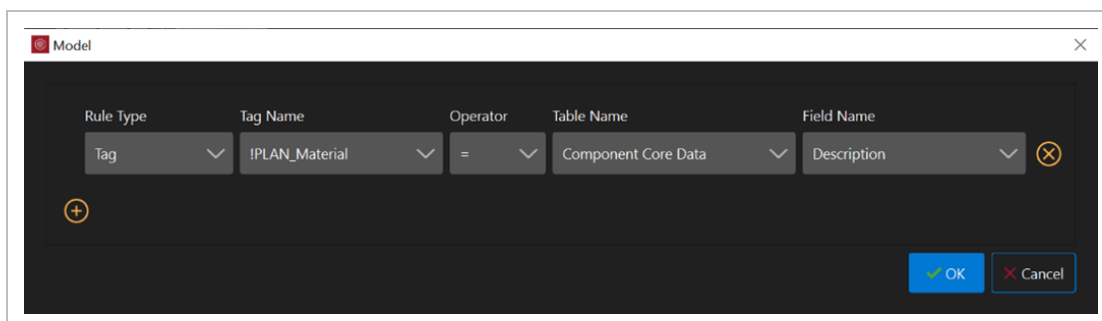 Model
Rule Type Tag Name Operator Table Name Field Name
Tag !PLAN_Material = Component Core Data Description
OK Cancel